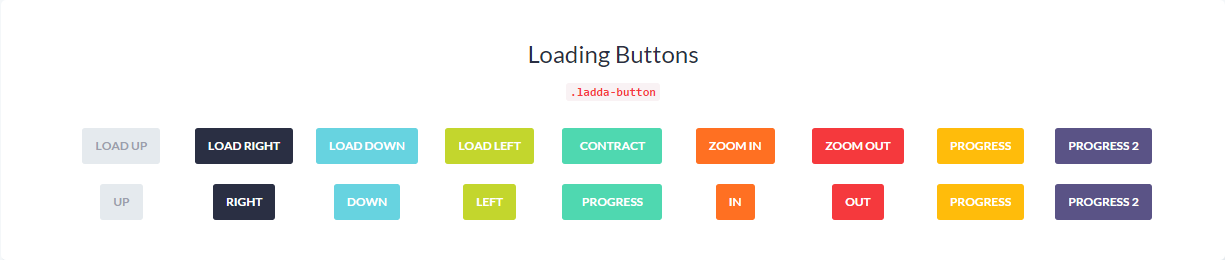 Loading Buttons
.ladda-button
LOAD UP LOAD RIGHT LOAD DOWN LOAD LEFT CONTRACT ZOOM IN ZOOM OUT PROGRESS PROGRESS 2
UP RIGHT DOWN LEFT PROGRESS IN OUT PROGRESS PROGRESS 2